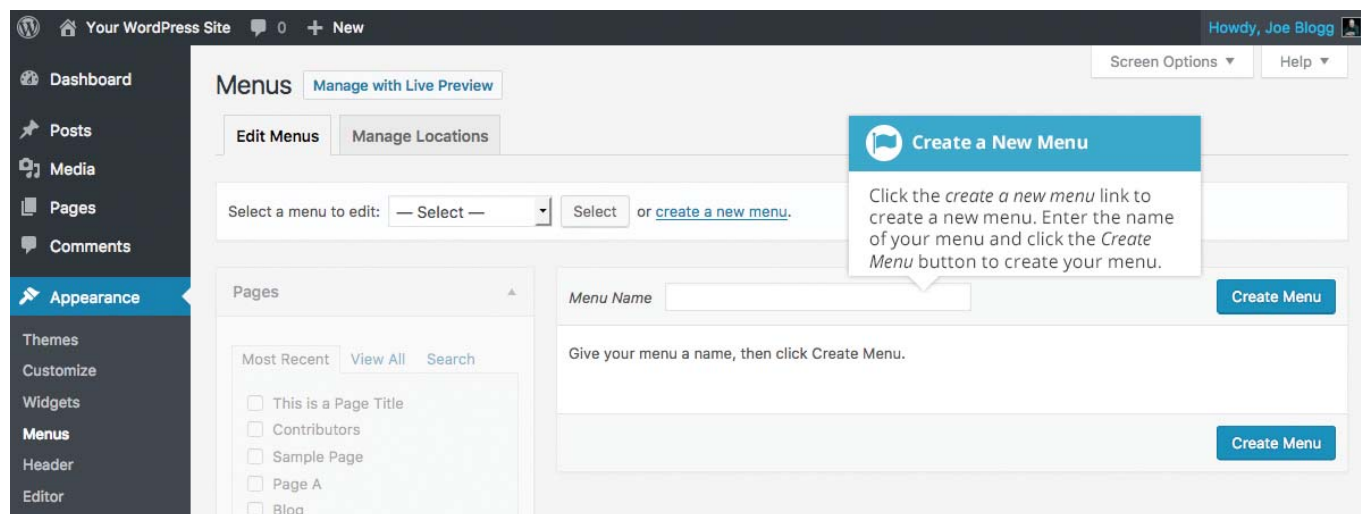 Your WordPress Site 0 + New Howdy, Joe Blogg
Screen Options ▼ Help ▼
Dashboard
Posts
Media
Pages
Comments
Appearance
Themes
Customize
Widgets
Menus
Header
Editor
Menus Manage with Live Preview
Edit Menus Manage Locations
Select a menu to edit: — Select — Select or create a new menu.
Create a New Menu
Click the create a new menu link to
create a new menu. Enter the name
of your menu and click the Create
Menu button to create your menu.
Pages
Most Recent View All Search
This is a Page Title
Contributors
Sample Page
Page A
Blog
Menu Name Create Menu
Give your menu a name, then click Create Menu.
Create Menu